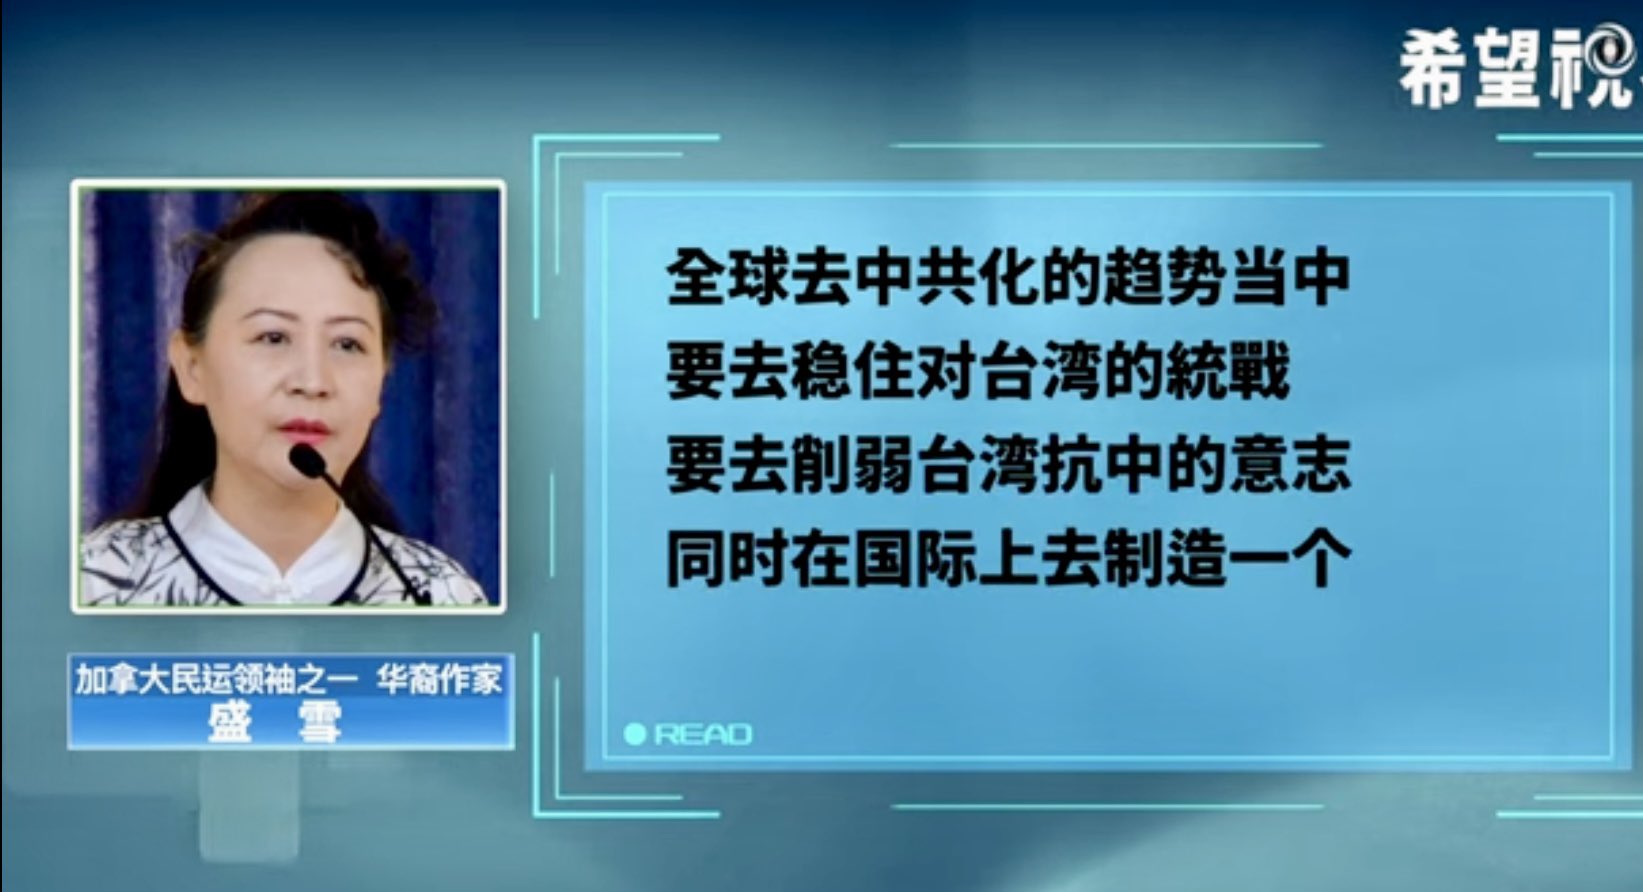 希望视
全球去中共化的趋势当中
要去稳住对台湾的統戰
要去削弱台湾抗中的意志
同时在国际上去制造一个
READ
加拿大民运领袖之一 华裔作家
盛 雪